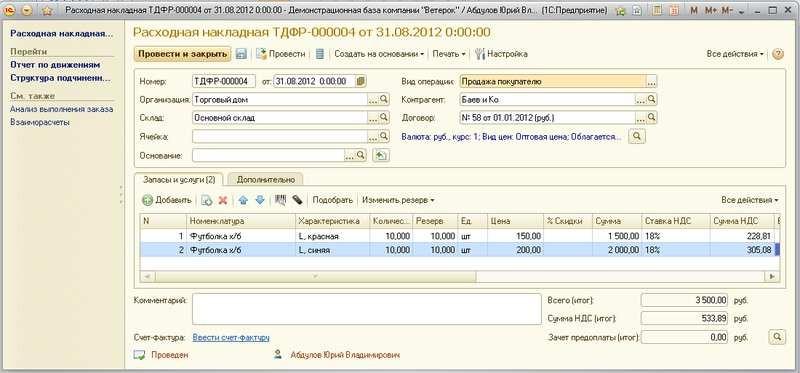 Расходная накладная ТДФР-000004 от 31.08.2012 0:00:00 - Демонстрационная база компании "Ветерок" / Абдулов Юрий Влад... (1С:Предприятие) M M+ M-
Расходная накладная...
Перейти
Отчет по движениям
Структура подчиненн...
См. также
Анализ выполнения заказа
Взаиморасчеты
Расходная накладная ТДФР-000004 от 31.08.2012 0:00:00
Провести и закрыть Провести Создать на основании Печать Настройка Все действия
Номер: ТДФР-000004 от: 31.08.2012 0:00:00 Вид операции: Продажа покупателю ...
Организация: Торговый дом ... Контрагент: Баев и Ко ...
Склад: Основной склад ... Договор: № 58 от 01.01.2012 (руб.) ...
Ячейка: ... Валюта: руб., курс: 1; Вид цен: Оптовая цена; Облагается...
Основание: ...
Запасы и услуги (2) Дополнительно
Добавить Подобрать Изменить резерв Все действия
N Номенклатура Характеристика Количес... Резерв Ед. Цена % Скидки Сумма Ставка НДС Сумма НДС
1 Футболка х/б L, красная 10,000 10,000 шт 150,00 1 500,00 18% 228,81
2 Футболка х/б L, синяя 10,000 10,000 шт 200,00 2 000,00 18% 305,08
Комментарий: Всего (итог): 3 500,00 руб.
Сумма НДС (итог): 533,89 руб.
Счет-фактура: Ввести счет-фактуру Зачет предоплаты (итог): 0,00 руб.
Проведен Абдулов Юрий Владимирович